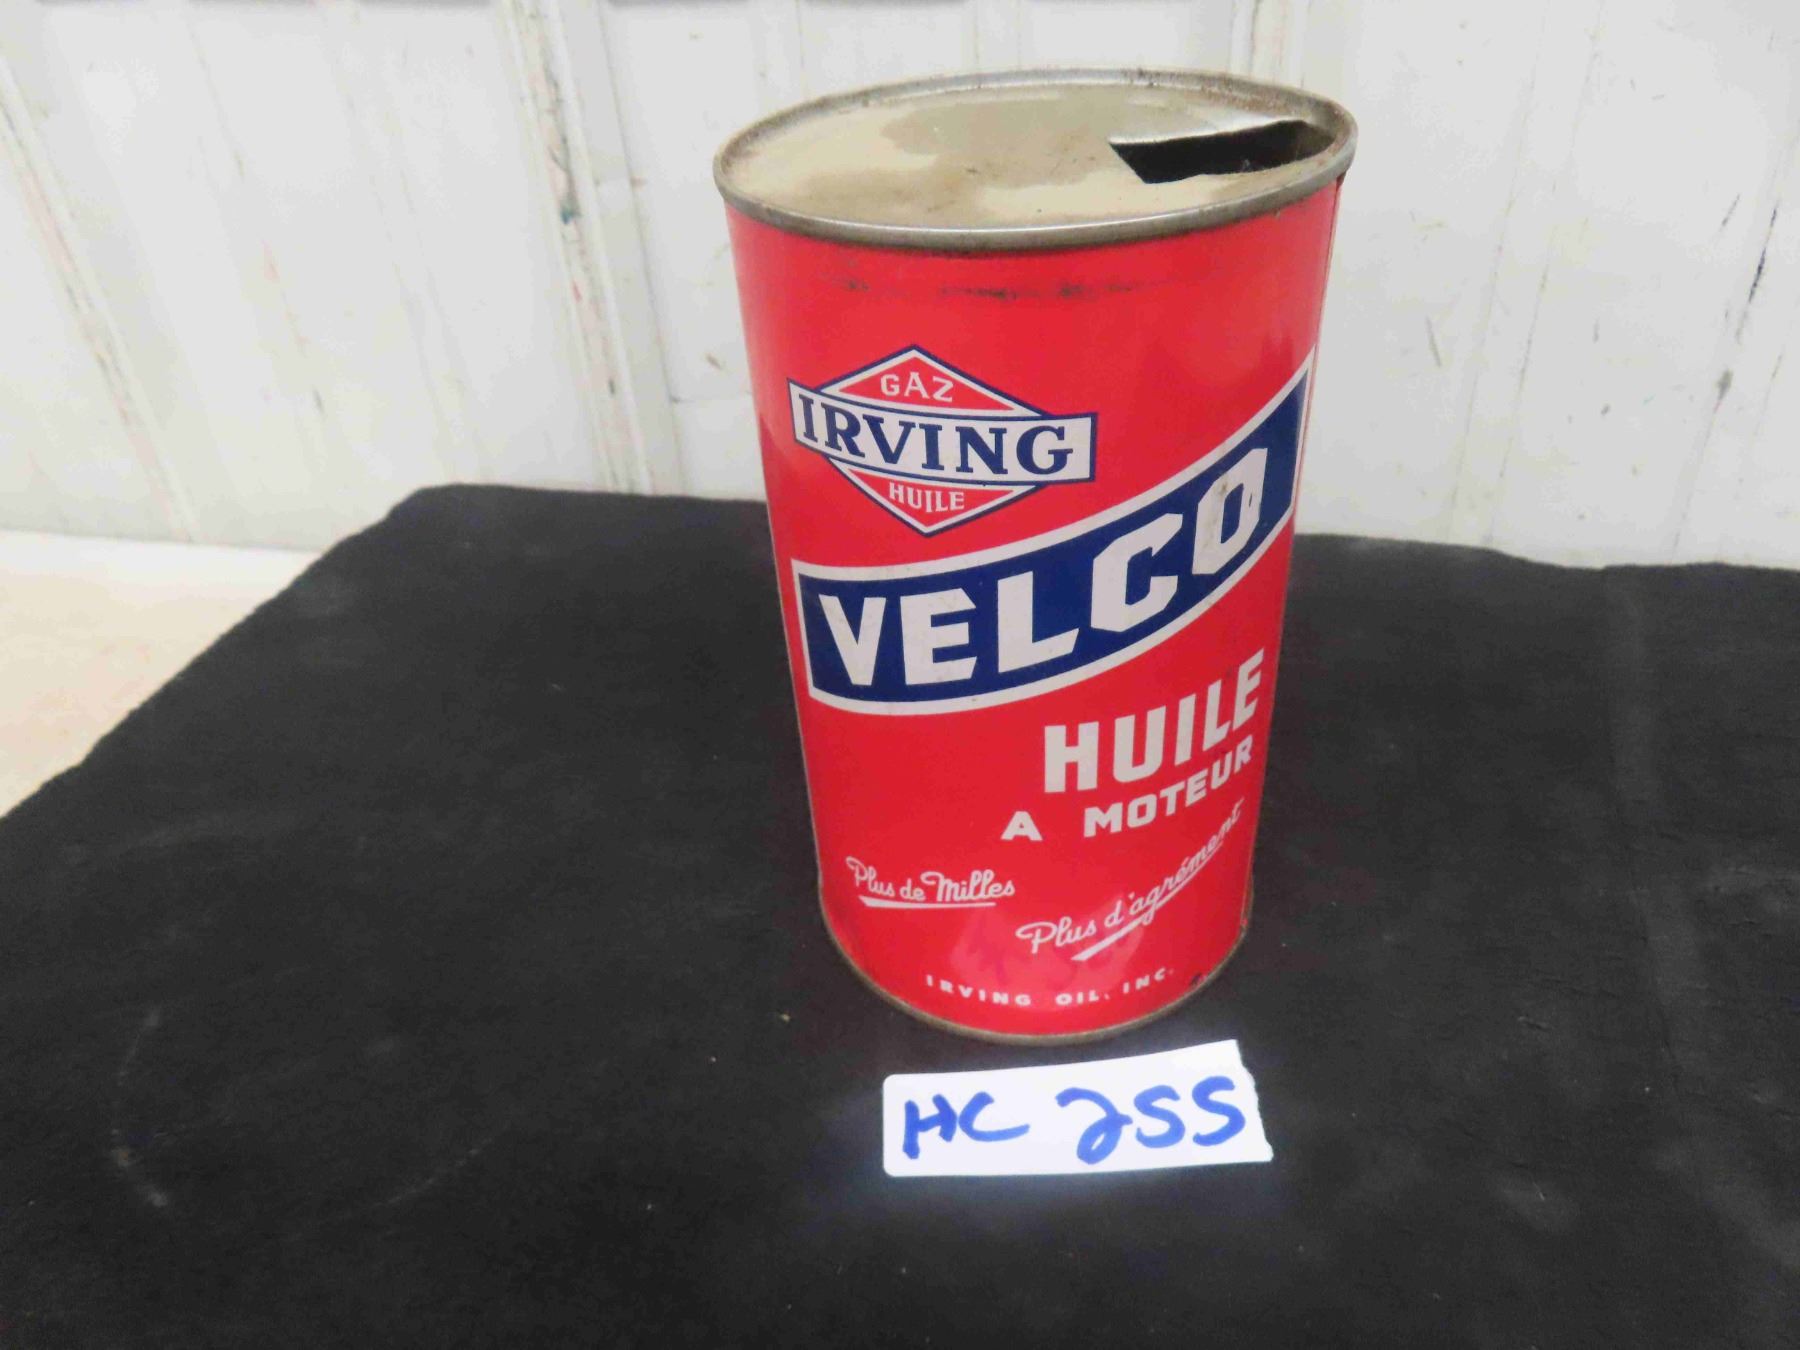 GAZ
IRVING
HUILE
VELCO
HUILE
A MOTEUR
Plus de Milles
Plus d'agrément
IRVING OIL, INC.
HC 255